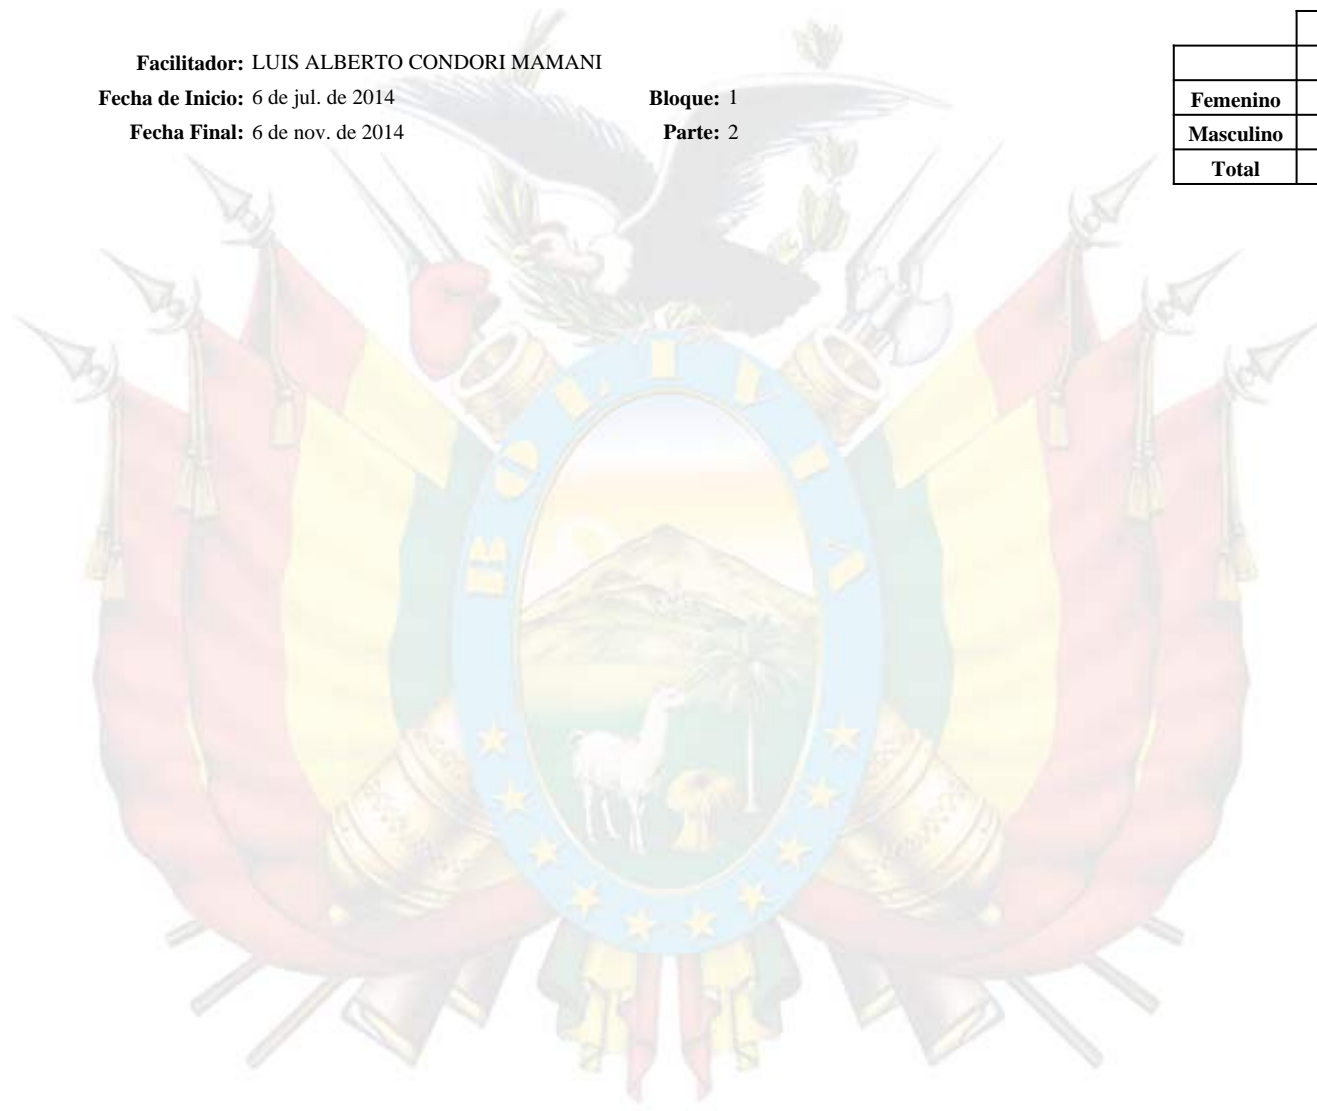 Facilitador: LUIS ALBERTO CONDORI MAMANI
Fecha de Inicio: 6 de jul. de 2014 Bloque: 1
Fecha Final: 6 de nov. de 2014 Parte: 2
Femenino
Masculino
Total
BOLIVIA